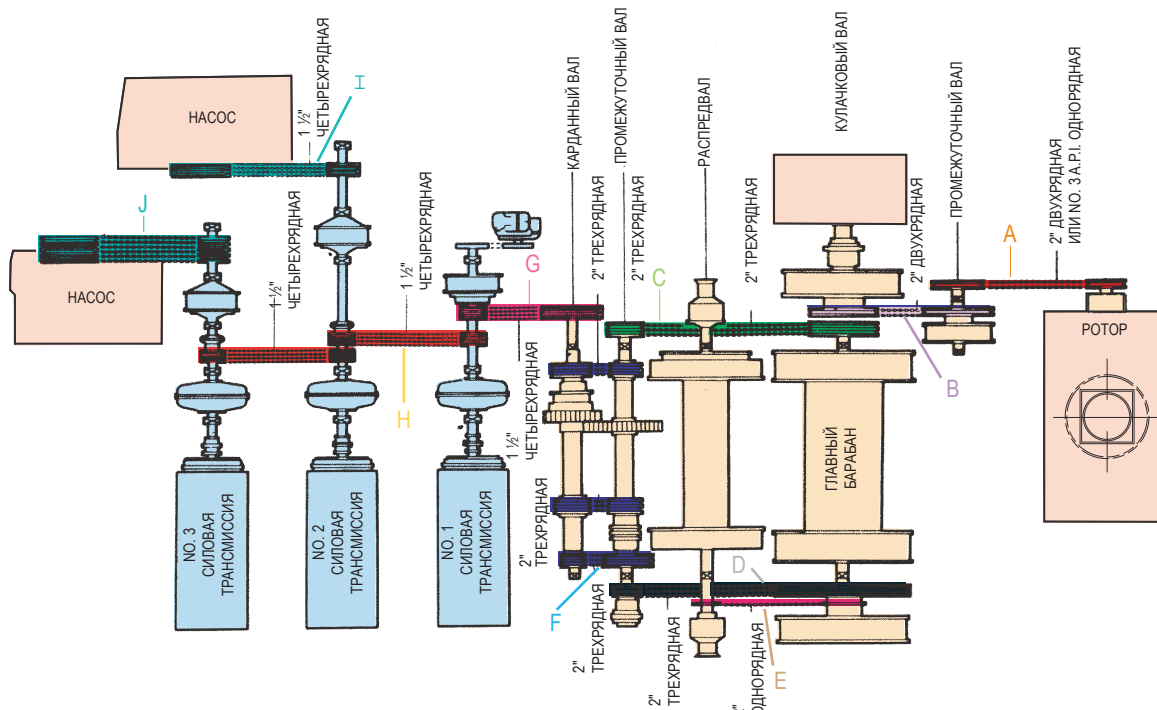 НАСОС
1 ½"
ЧЕТЫРЕХРЯДНАЯ
I
J
НАСОС
1 ½"
ЧЕТЫРЕХРЯДНАЯ
1 ½"
ЧЕТЫРЕХРЯДНАЯ
H
G
1 ½"
ЧЕТЫРЕХРЯДНАЯ
КАРДАННЫЙ ВАЛ
2" ТРЕХРЯДНАЯ
ПРОМЕЖУТОЧНЫЙ ВАЛ
2" ТРЕХРЯДНАЯ
C
РАСПРЕДВАЛ
2" ТРЕХРЯДНАЯ
КУЛАЧКОВЫЙ ВАЛ
2" ДВУХРЯДНАЯ
B
ПРОМЕЖУТОЧНЫЙ ВАЛ
A
2" ДВУХРЯДНАЯ
ИЛИ NO. 3 A.P.I. ОДНОРЯДНАЯ
РОТОР
ГЛАВНЫЙ
БАРАБАН
NO. 3
СИЛОВАЯ
ТРАНСМИССИЯ
NO. 2
СИЛОВАЯ
ТРАНСМИССИЯ
NO. 1
СИЛОВАЯ
ТРАНСМИССИЯ
2"
ТРЕХРЯДНАЯ
F
2"
ТРЕХРЯДНАЯ
2"
ТРЕХРЯДНАЯ
D
E
ОДНОРЯДНАЯ